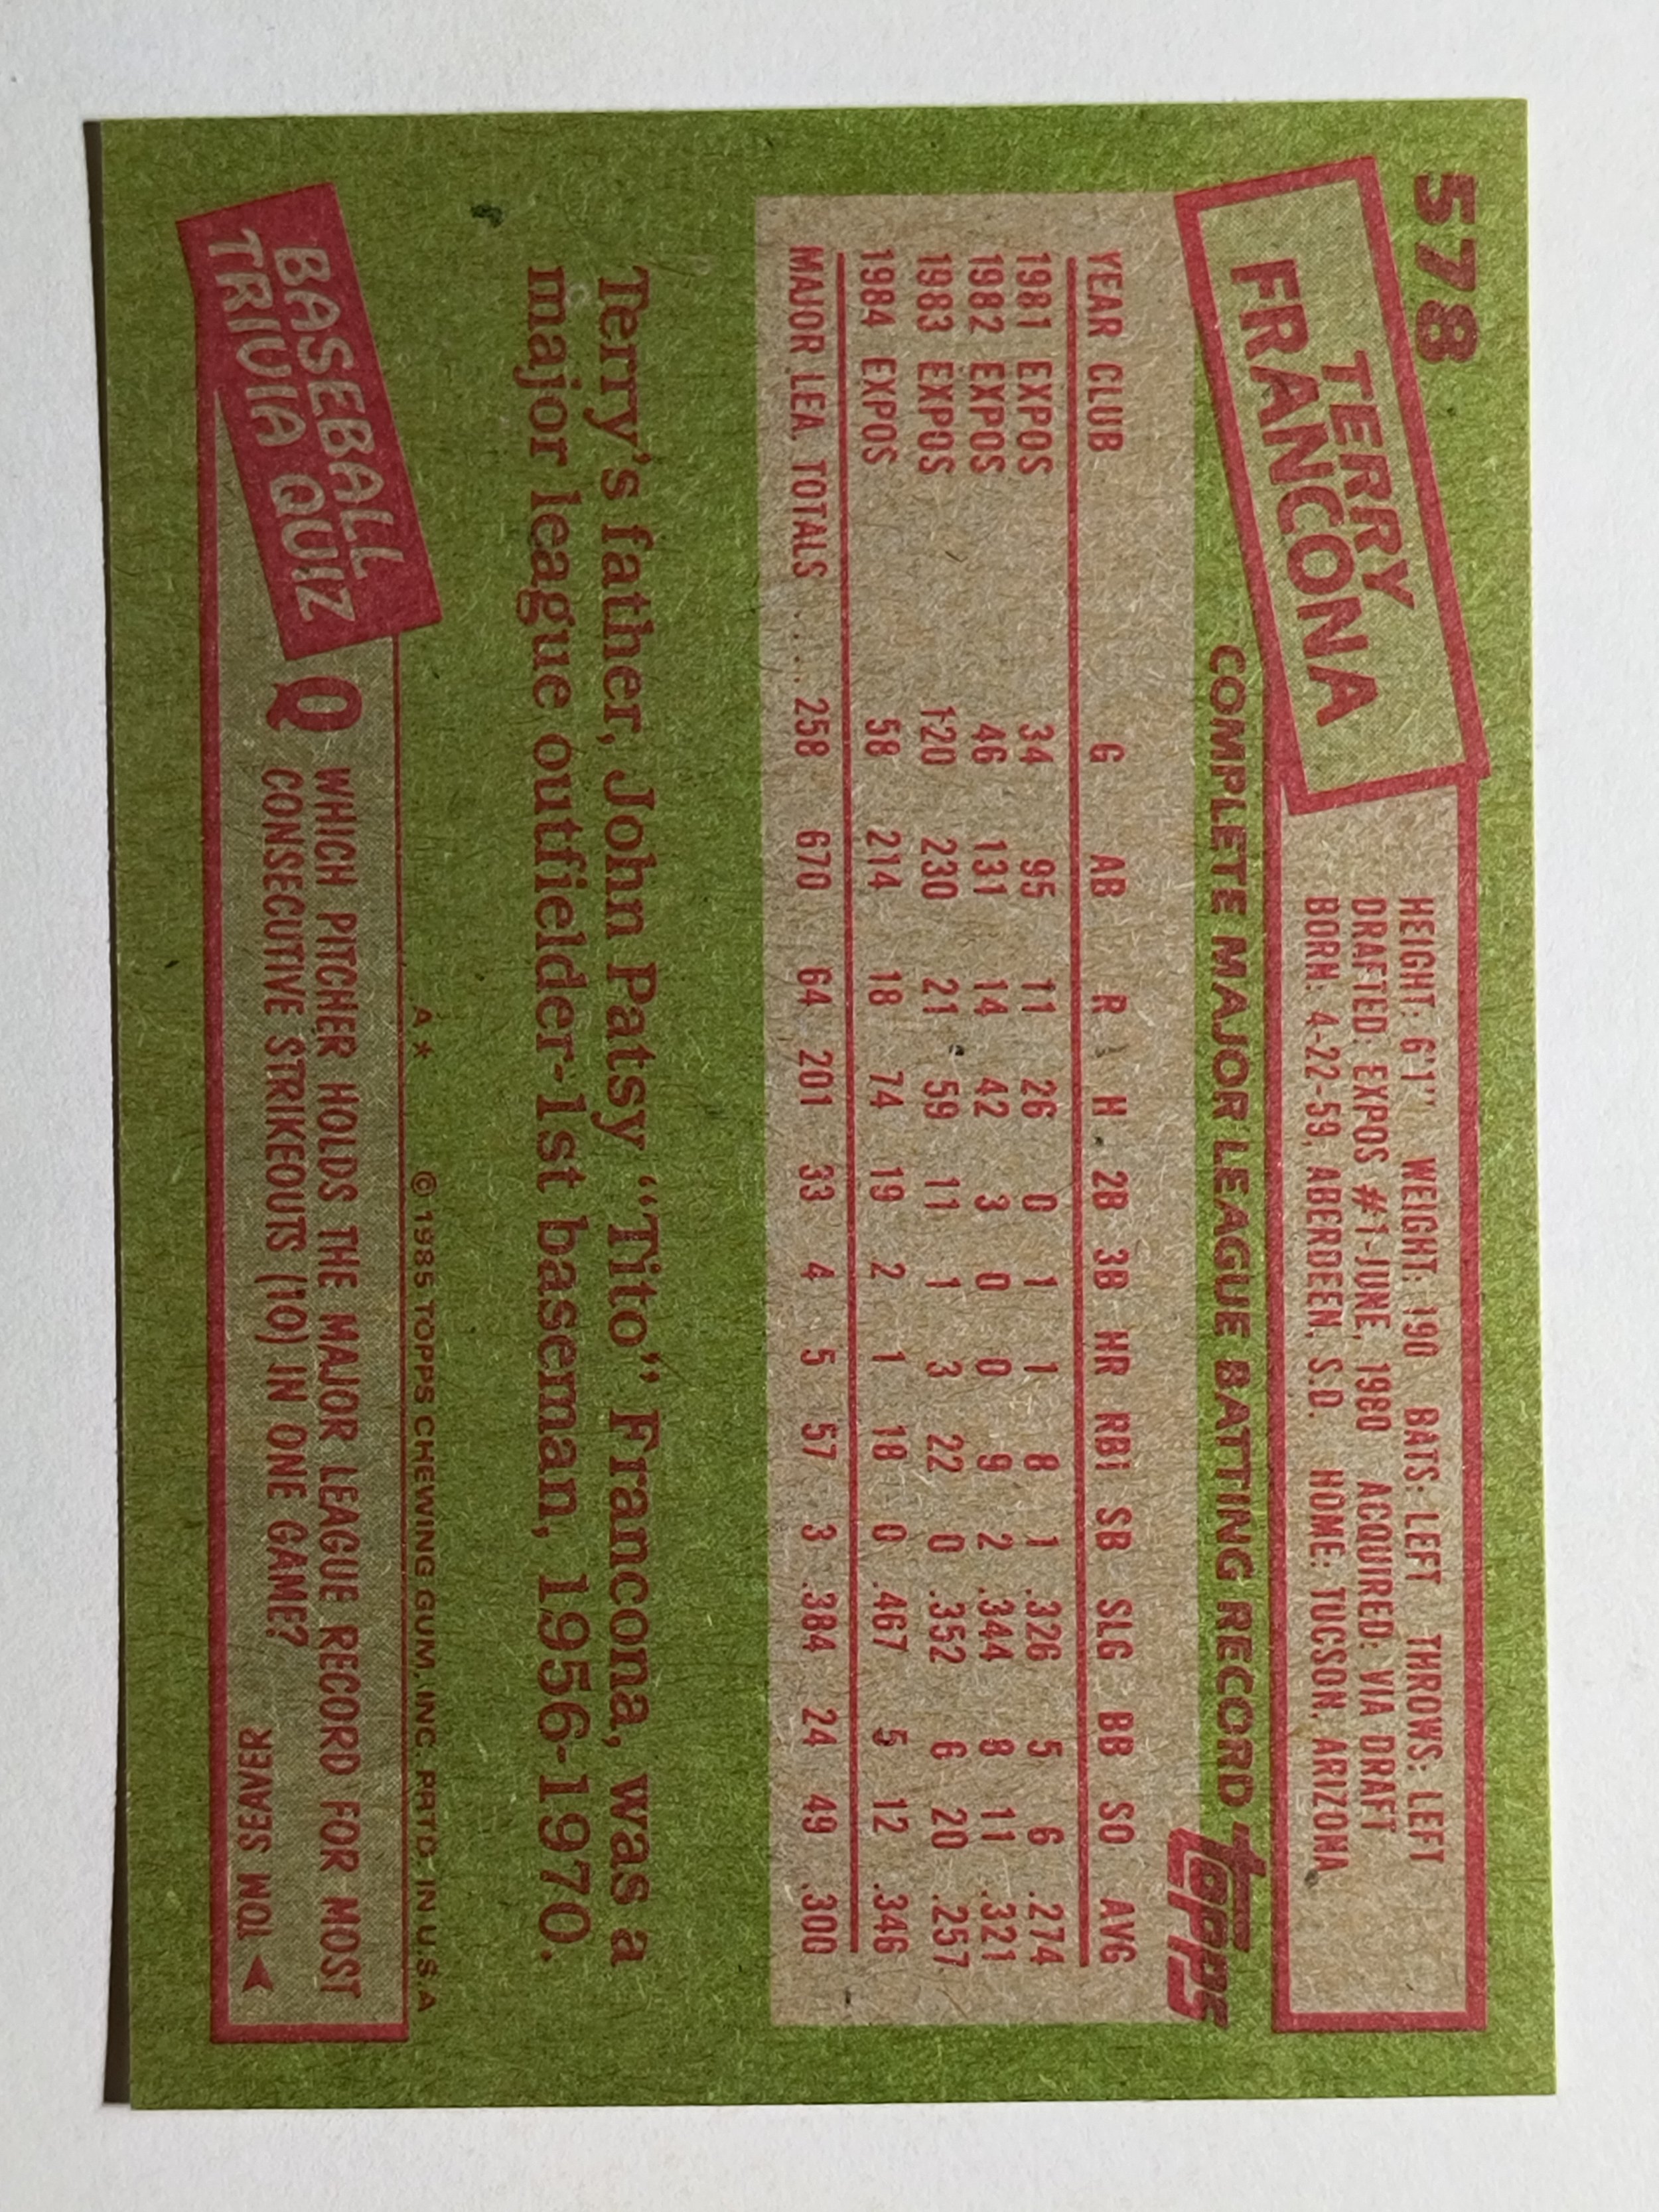 578
TERRY
FRANCONA
HEIGHT: 6'1" WEIGHT: 190 BATS: LEFT THROWS: LEFT
DRAFTED: EXPOS #1-JUNE, 1980 ACQUIRED: VIA DRAFT
BORN: 4-22-59, ABERDEEN, S.D. HOME: TUCSON, ARIZONA
COMPLETE MAJOR LEAGUE BATTING RECORD
topps
YEAR CLUB G AB R H 2B 3B HR RBI SB SLG BB SO AVG
1981 EXPOS 34 95 11 26 0 1 1 8 1 .326 5 6 .274
1982 EXPOS 46 131 14 42 3 0 0 9 2 .344 8 11 .321
1983 EXPOS 120 230 21 59 11 1 3 22 0 .352 6 20 .257
1984 EXPOS 58 214 18 74 19 2 1 18 0 .467 5 12 .346
MAJOR LEA. TOTALS ..... 258 670 64 201 33 4 5 57 3 .384 24 49 .300
Terry's father, John Patsy "Tito" Francona, was a
major league outfielder-1st baseman, 1956-1970.
A* © 1985 TOPPS CHEWING GUM, INC. PRTD. IN U.S.A
BASEBALL
TRIVIA QUIZ
Q WHICH PITCHER HOLDS THE MAJOR LEAGUE RECORD FOR MOST
CONSECUTIVE STRIKEOUTS (10) IN ONE GAME?
TOM SEAVER